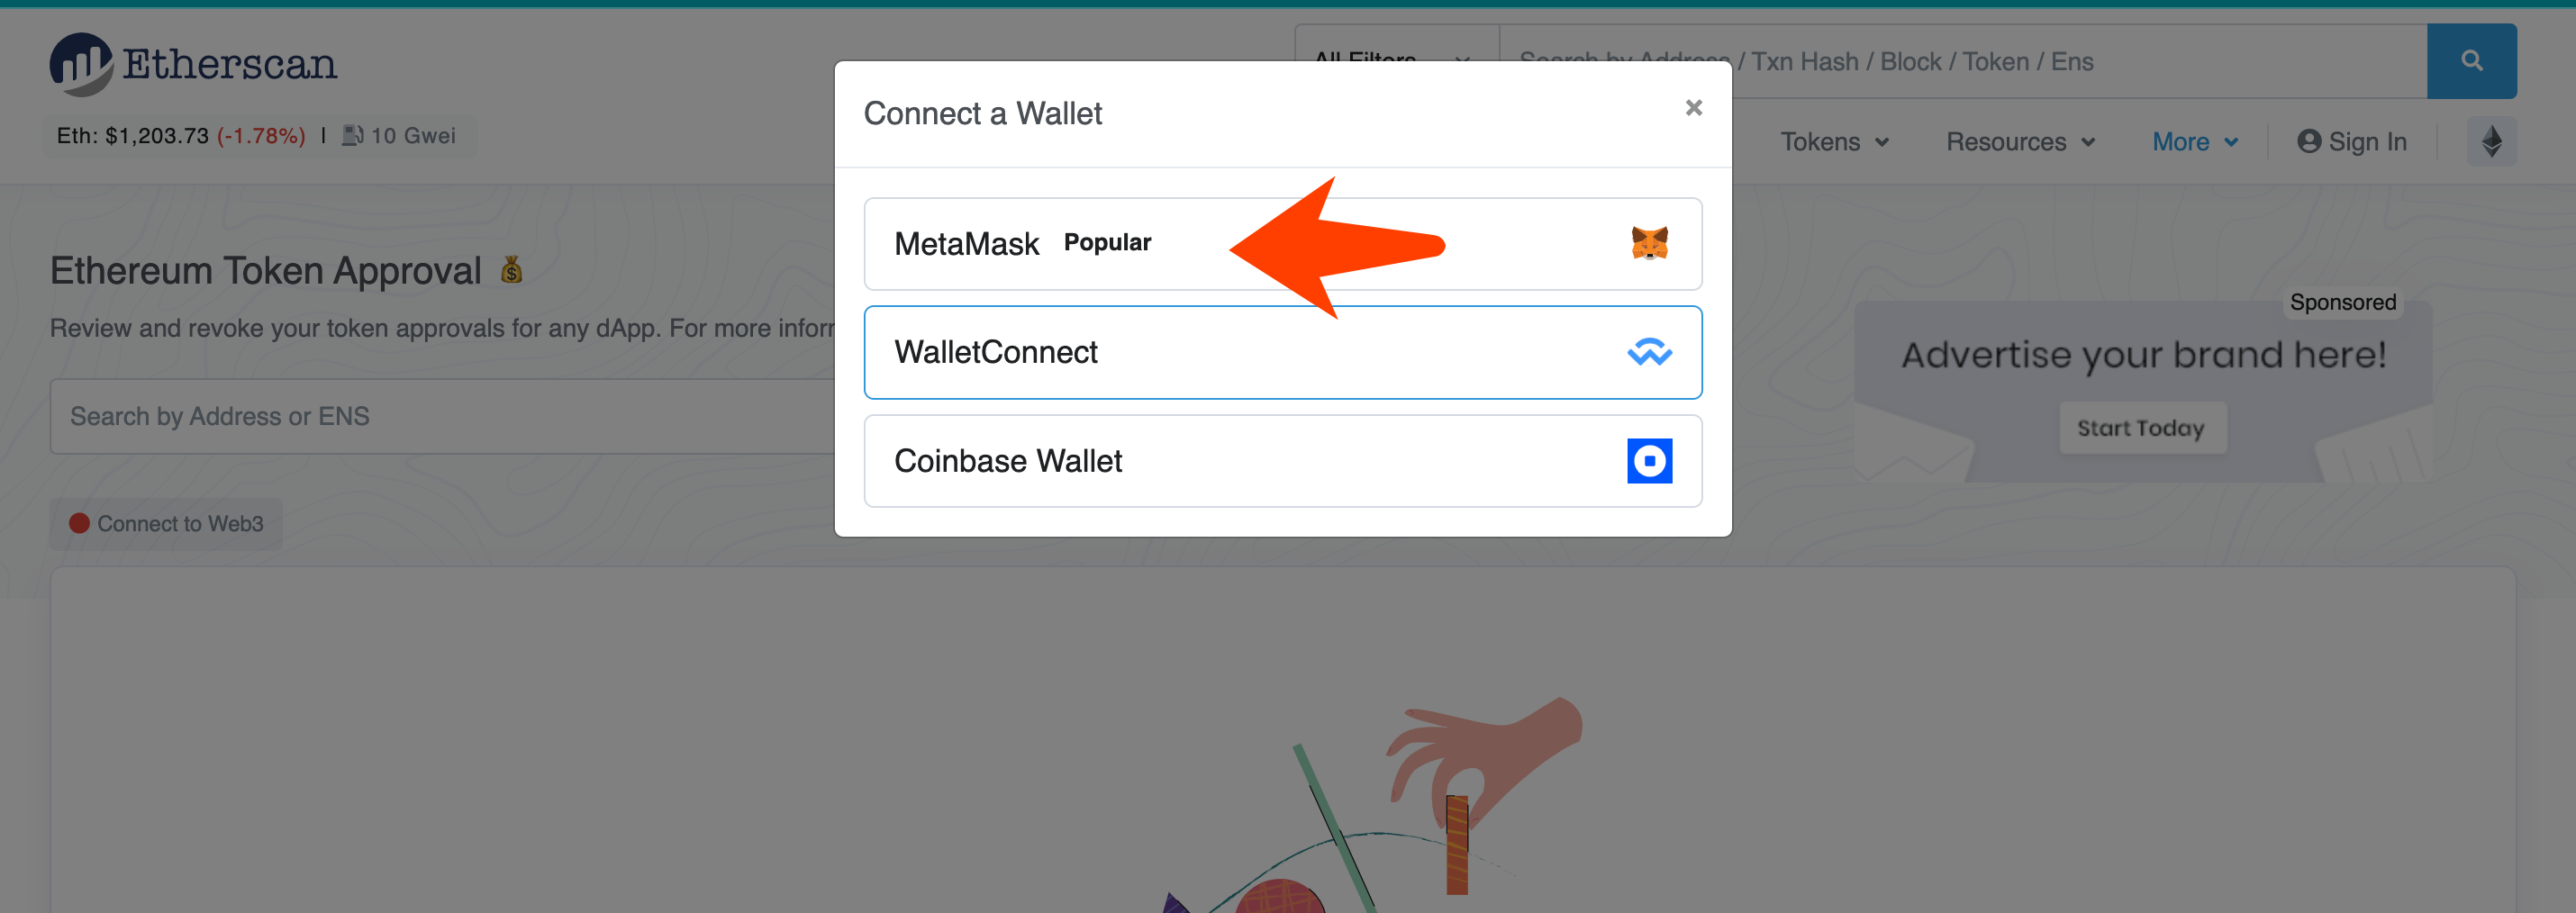 Etherscan
All Filters
Search by Address / Txn Hash / Block / Token / Ens
Eth: $1,203.73 (-1.78%) | 10 Gwei
Tokens
Resources
More
Sign In
Connect a Wallet
×
MetaMask Popular
WalletConnect
Coinbase Wallet
Ethereum Token Approval
Review and revoke your token approvals for any dApp. For more
Search by Address or ENS
Connect to Web3
Sponsored
Advertise your brand here!
Start Today